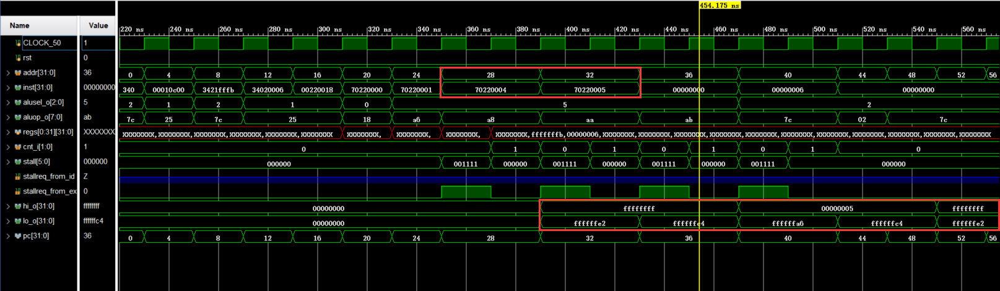 454.175 ns
Name Value
220 ns 240 ns 260 ns 280 ns 300 ns 320 ns 340 ns 360 ns 380 ns 400 ns 420 ns 440 ns 460 ns 480 ns 500 ns 520 ns 540 ns 560 ns
CLOCK_50 1
rst 0
addr[31:0] 36 0 4 8 12 16 20 24 28 32 36 40 44 48 52 56
inst[31:0] 00000000 340 00010c00 3421fffb 34020006 00220018 70220000 70220001 70220004 70220005 00000000 00000006 00000000
alusel_o[2:0] 5 2 1 2 1 0 5 2
aluop_o[7:0] ab 7c 25 7c 25 18 a6 a8 aa ab 7c 02 7c
regs[0:31][31:0] XXXXXXXX XXXXXXXX,XXXXXXXX,XXXXXXXX,XXXXXXXX,XXXXXXXX,XXXXXXXX XXXXXXXX, XXXXXXXX, XXXXXXXX, XXXXXXXX,fffffffb,00000006,XXXXXXXX,XXXXXXXX,XXXXXXXX,XXXXXXXX,XXXXXXXX,XXXXXXXX,XXXXXXXX,XXXXXXXX,XXXXXXXX,XXXXXXXX,XXXXXXXX
cnt_i[1:0] 1 0 1 0 1 0 1 0 1 0
stall[5:0] 000000 000000 001111 000000 001111 000000 001111 000000 001111 000000
stallreq_from_id Z
stallreq_from_ex 0
hi_o[31:0] ffffffff 00000000 ffffffff 00000005 ffffffff
lo_o[31:0] ffffffc4 00000000 ffffffe2 ffffffc4 ffffffa6 ffffffc4 ffffffe2
pc[31:0] 36 0 4 8 12 16 20 24 28 32 36 40 44 48 52 56